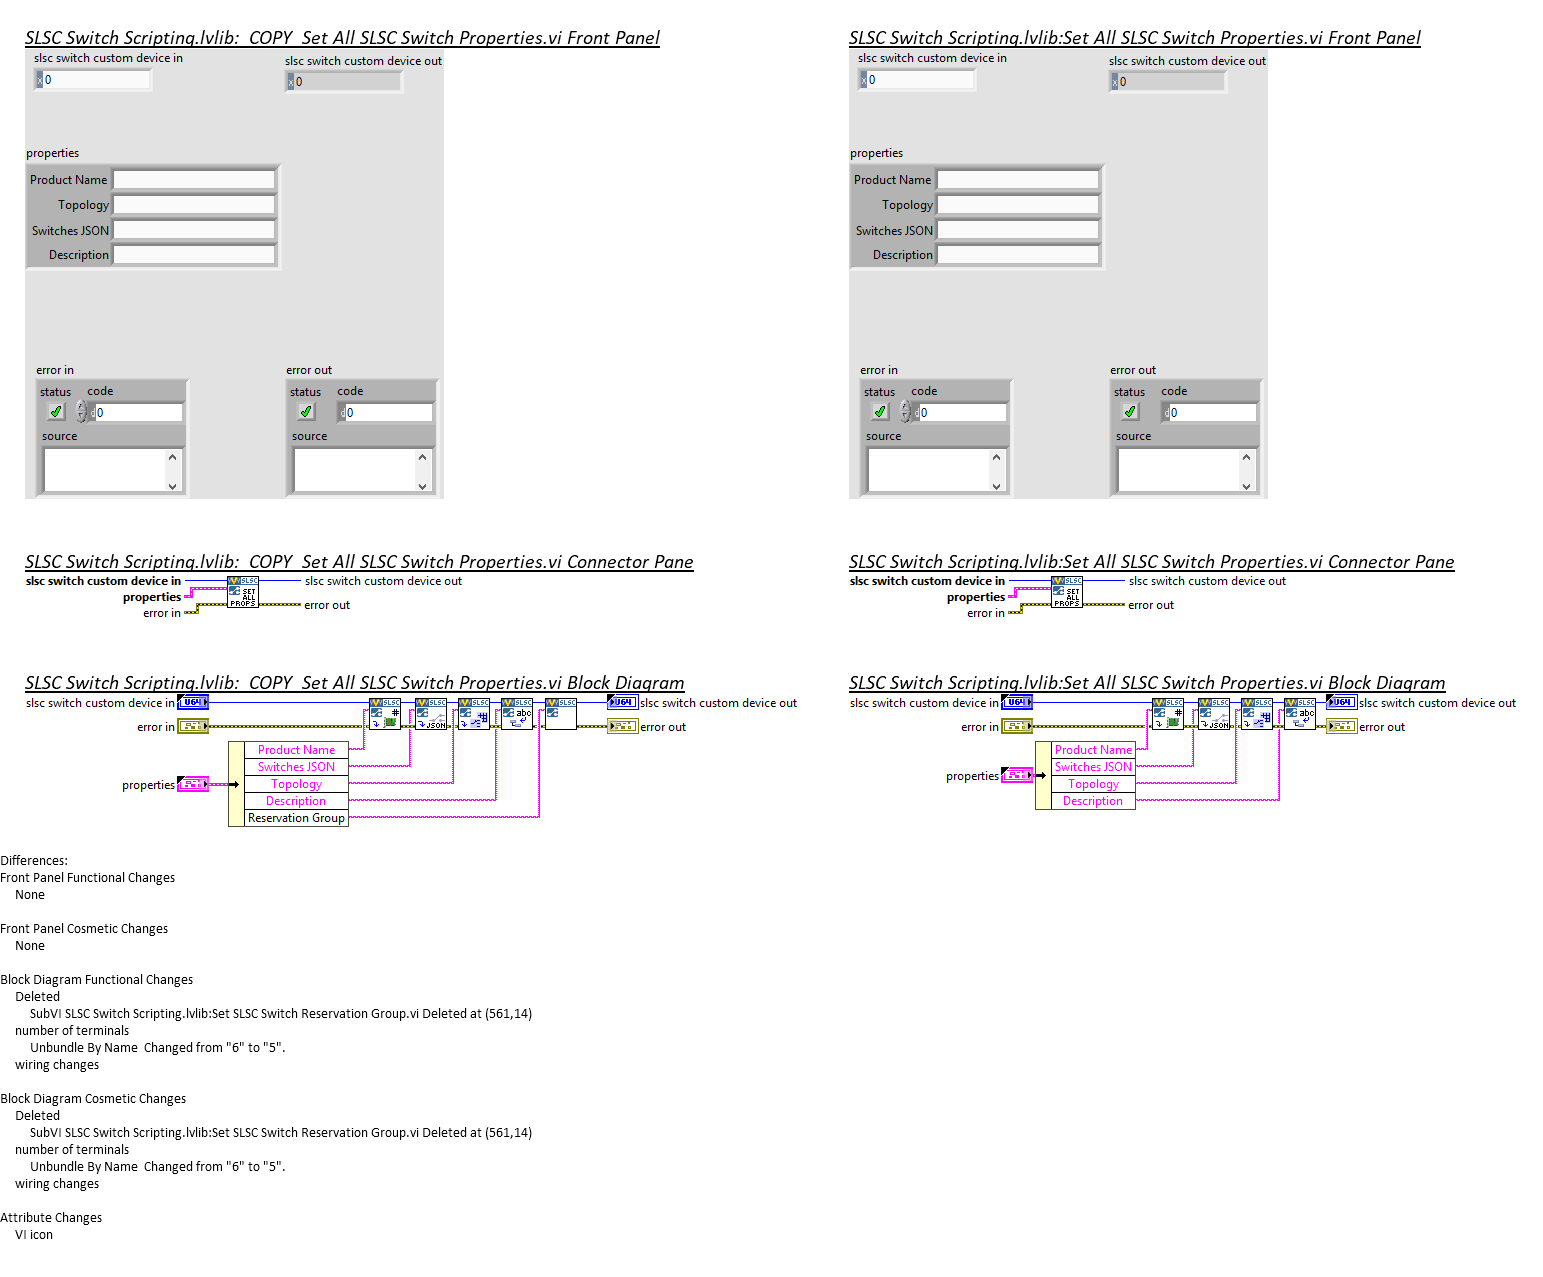 SLSC Switch Scripting.lvlib:  COPY  Set All SLSC Switch Properties.vi Front Panel
slsc switch custom device in
slsc switch custom device out
x 0
x 0
properties
Product Name
Topology
Switches JSON
Description
error in
error out
status code
status code
d 0
d 0
source
source
SLSC Switch Scripting.lvlib:Set All SLSC Switch Properties.vi Front Panel
slsc switch custom device in
slsc switch custom device out
x 0
x 0
properties
Product Name
Topology
Switches JSON
Description
error in
error out
status code
status code
d 0
d 0
source
source
SLSC Switch Scripting.lvlib:  COPY  Set All SLSC Switch Properties.vi Connector Pane
slsc switch custom device in
slsc switch custom device out
properties
error in
error out
SLSC
SET
ALL
PROPS
SLSC Switch Scripting.lvlib:Set All SLSC Switch Properties.vi Connector Pane
slsc switch custom device in
slsc switch custom device out
properties
error in
error out
SLSC
SET
ALL
PROPS
SLSC Switch Scripting.lvlib:  COPY  Set All SLSC Switch Properties.vi Block Diagram
slsc switch custom device in
U64
SLSC
#
SLSC
JSON
SLSC
SLSC
abc
SLSC
U64
slsc switch custom device out
error in
error out
Product Name
Switches JSON
Topology
Description
Reservation Group
properties
SLSC Switch Scripting.lvlib:Set All SLSC Switch Properties.vi Block Diagram
slsc switch custom device in
U64
SLSC
#
SLSC
JSON
SLSC
SLSC
abc
U64
slsc switch custom device out
error in
error out
Product Name
Switches JSON
Topology
Description
properties
Differences:
Front Panel Functional Changes
None
Front Panel Cosmetic Changes
None
Block Diagram Functional Changes
Deleted
SubVI SLSC Switch Scripting.lvlib:Set SLSC Switch Reservation Group.vi Deleted at (561,14)
number of terminals
Unbundle By Name  Changed from "6" to "5".
wiring changes
Block Diagram Cosmetic Changes
Deleted
SubVI SLSC Switch Scripting.lvlib:Set SLSC Switch Reservation Group.vi Deleted at (561,14)
number of terminals
Unbundle By Name  Changed from "6" to "5".
wiring changes
Attribute Changes
VI icon